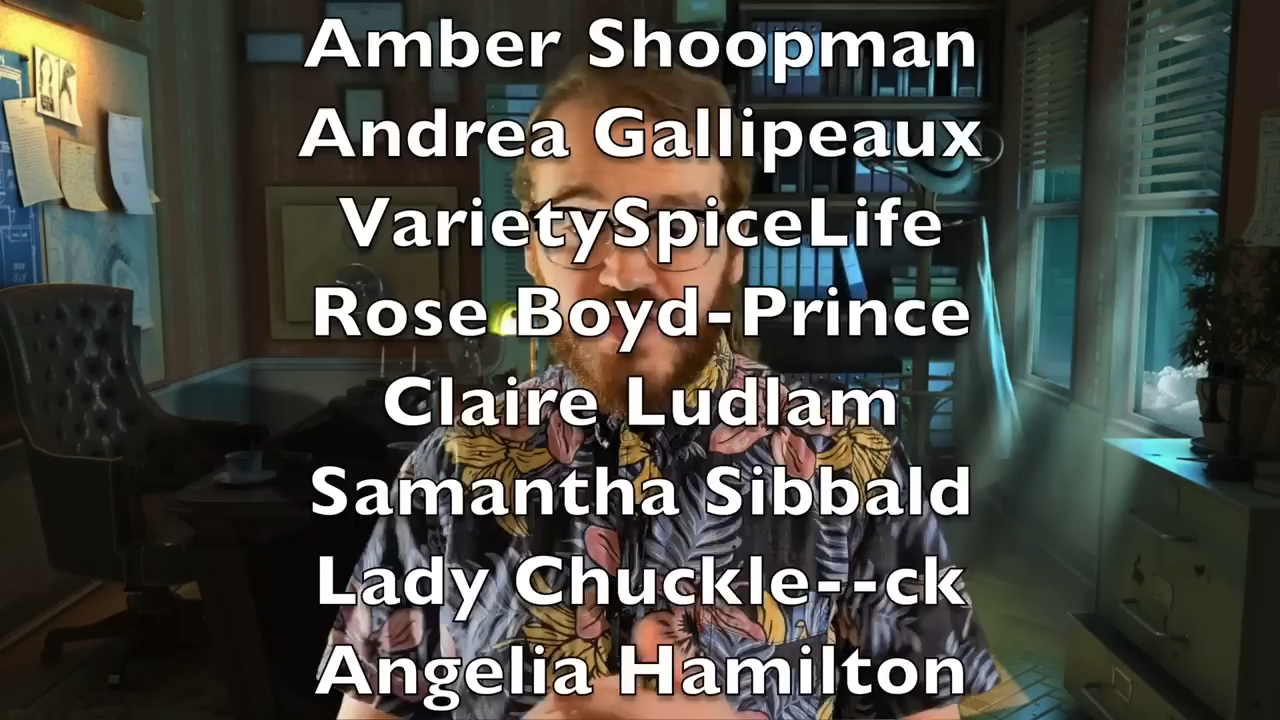 Amber Shoopman
Andrea Gallipeaux
VarietySpiceLife
Rose Boyd-Prince
Claire Ludlam
Samantha Sibbald
Lady Chuckle--ck
Angelia Hamilton